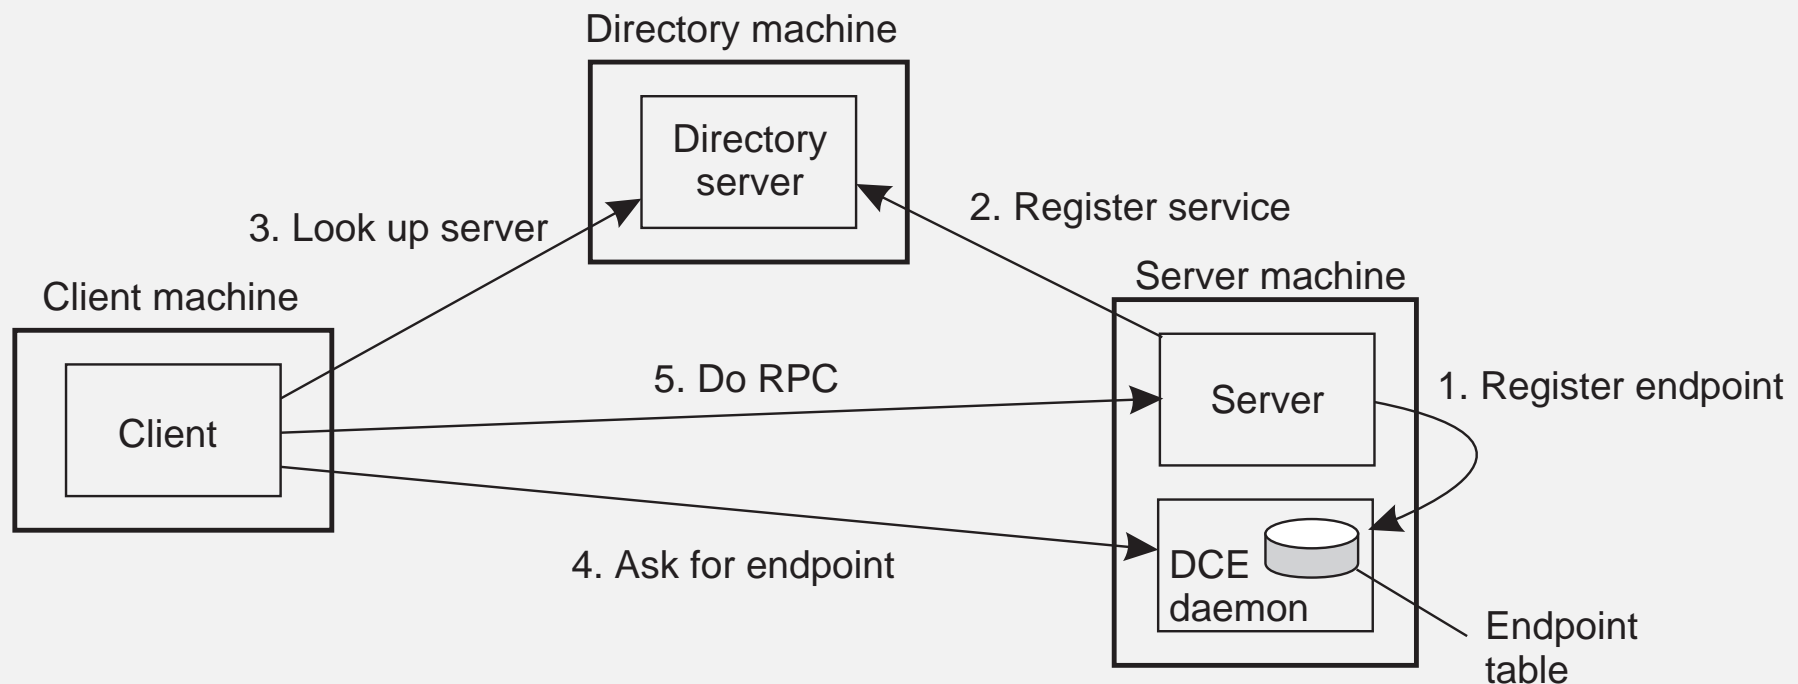 Directory machine
Directory
server
2. Register service
3. Look up server
Server machine
Client machine
5. Do RPC
1. Register endpoint
Server
Client
4. Ask for endpoint
DCE
daemon
Endpoint
table